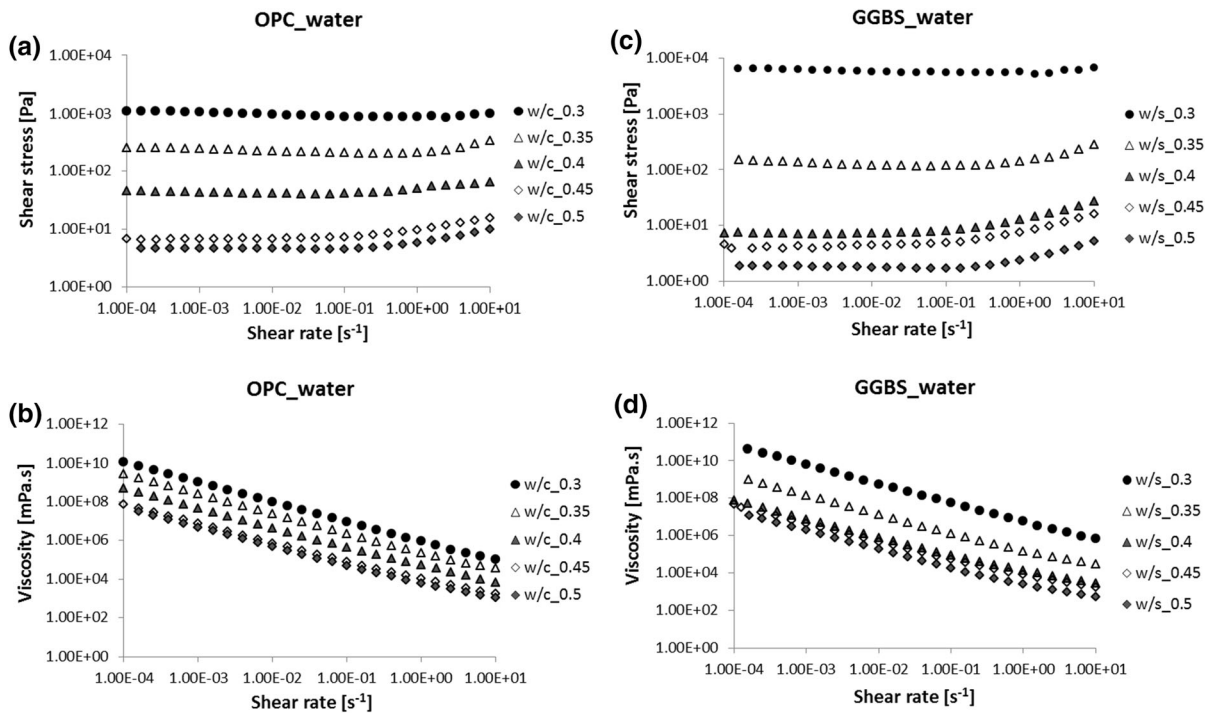 OPC_water
(a)
Shear stress [Pa]
1.00E+04
1.00E+03
1.00E+02
1.00E+01
1.00E+00
1.00E-04 1.00E-03 1.00E-02 1.00E-01 1.00E+00 1.00E+01
Shear rate [s-1]
w/c_0.3
w/c_0.35
w/c_0.4
w/c_0.45
w/c_0.5
GGBS_water
(c)
Shear stress [Pa]
1.00E+04
1.00E+03
1.00E+02
1.00E+01
1.00E+00
1.00E-04 1.00E-03 1.00E-02 1.00E-01 1.00E+00 1.00E+01
Shear rate [s-1]
w/s_0.3
w/s_0.35
w/s_0.4
w/s_0.45
w/s_0.5
OPC_water
(b)
Viscosity [mPa.s]
1.00E+12
1.00E+10
1.00E+08
1.00E+06
1.00E+04
1.00E+02
1.00E+00
1.00E-04 1.00E-03 1.00E-02 1.00E-01 1.00E+00 1.00E+01
Shear rate [s-1]
w/c_0.3
w/c_0.35
w/c_0.4
w/c_0.45
w/c_0.5
GGBS_water
(d)
Viscosity [mPa.s]
1.00E+12
1.00E+10
1.00E+08
1.00E+06
1.00E+04
1.00E+02
1.00E+00
1.00E-04 1.00E-03 1.00E-02 1.00E-01 1.00E+00 1.00E+01
Shear rate [s-1]
w/s_0.3
w/s_0.35
w/s_0.4
w/s_0.45
w/s_0.5